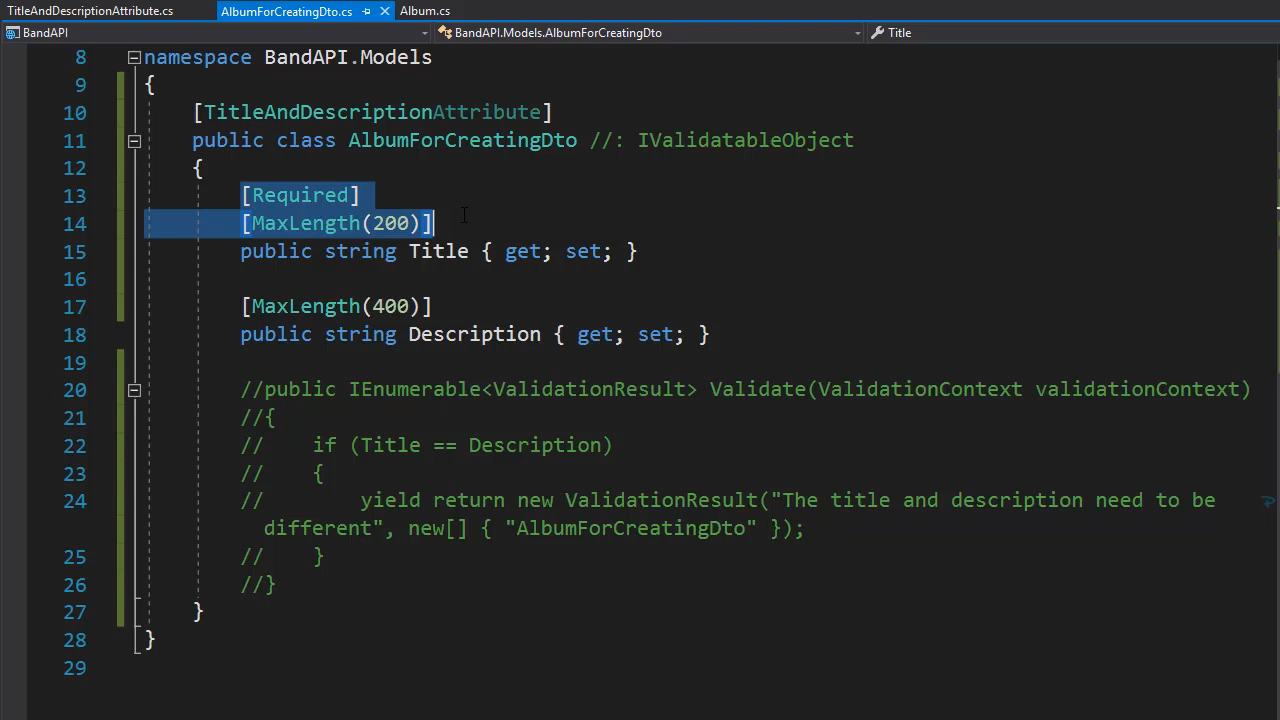 TitleAndDescriptionAttribute.cs AlbumForCreatingDto.cs Album.cs
BandAPI BandAPI.Models.AlbumForCreatingDto Title
8 namespace BandAPI.Models
9 {
10 [TitleAndDescriptionAttribute]
11 public class AlbumForCreatingDto //: IValidatableObject
12 {
13 [Required]
14 [MaxLength(200)]
15 public string Title { get; set; }
16
17 [MaxLength(400)]
18 public string Description { get; set; }
19
20 //public IEnumerable<ValidationResult> Validate(ValidationContext validationContext)
21 //{
22 //    if (Title == Description)
23 //    {
24 //        yield return new ValidationResult("The title and description need to be
different", new[] { "AlbumForCreatingDto" });
25 //    }
26 //}
27 }
28 }
29